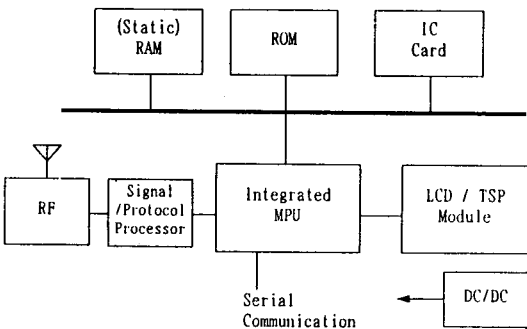 (Static)
RAM
ROM
IC
Card
RF
Signal
/Protocol
Processor
Integrated
MPU
LCD / TSP
Module
Serial
Communication
DC/DC